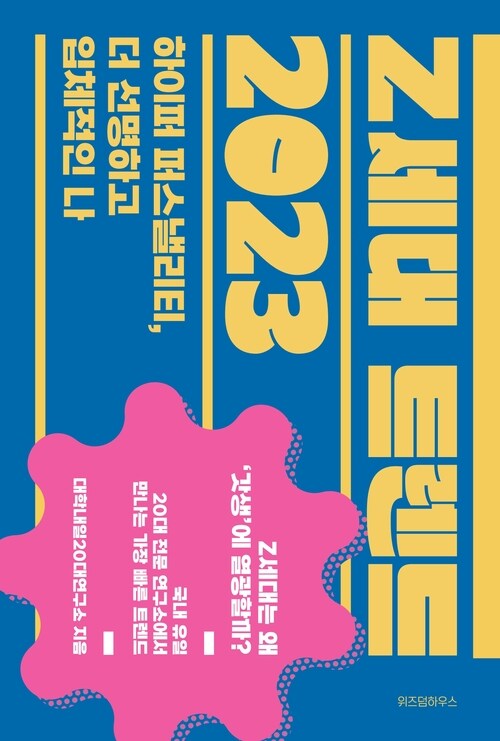 Z세대 트렌드
2023
하이퍼 퍼스낼리티,
더 선명하고
입체적인 나
Z세대는 왜
‘갓생’에 열광할까?
국내 유일
20대 전문 연구소에서
만나는 가장 빠른 트렌드
대학내일20대연구소 지음
위즈덤하우스